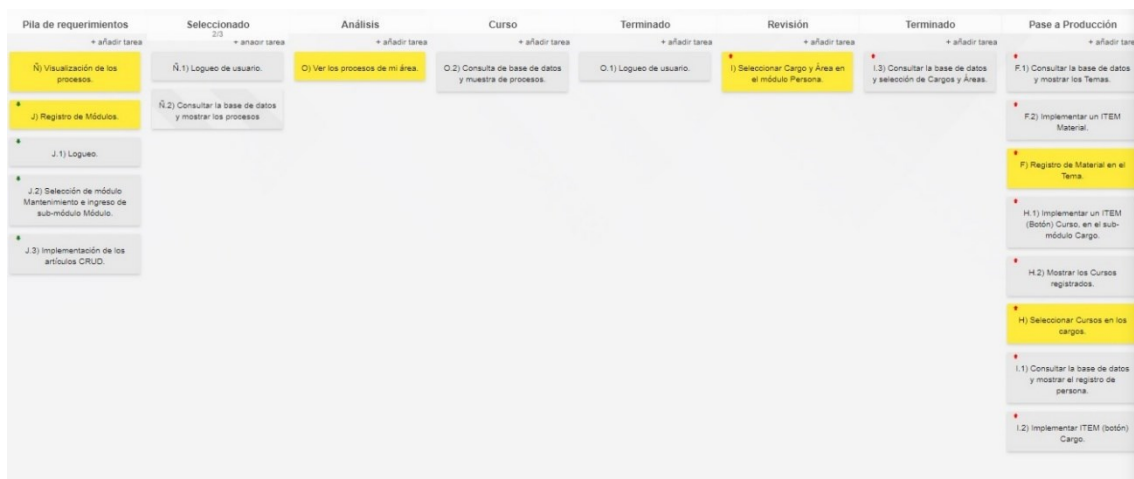 Pila de requerimientos
+ añadir tarea
Ñ) Visualización de los
procesos.
J) Registro de Módulos.
J.1) Logueo.
J.2) Selección de módulo
Mantenimiento e ingreso de
sub-módulo Módulo.
J.3) Implementación de los
artículos CRUD.
Seleccionado
2/3
+ añadir tarea
Ñ.1) Logueo de usuario.
Ñ.2) Consultar la base de datos
y mostrar los procesos
Análisis
+ añadir tarea
O) Ver los procesos de mi área.
Curso
+ añadir tarea
O.2) Consulta de base de datos
y muestra de procesos.
Terminado
+ añadir tarea
O.1) Logueo de usuario.
Revisión
+ añadir tarea
I) Seleccionar Cargo y Área en
el módulo Persona.
Terminado
+ añadir tarea
I.3) Consultar la base de datos
y selección de Cargos y Áreas.
Pase a Producción
+ añadir tare
F.1) Consultar la base de datos
y mostrar los Temas.
F.2) Implementar un ITEM
Material.
F) Registro de Material en el
Tema.
H.1) Implementar un ITEM
(Botón) Curso, en el sub-
módulo Cargo.
H.2) Mostrar los Cursos
registrados.
H) Seleccionar Cursos en los
cargos.
I.1) Consultar la base de datos
y mostrar el registro de
persona.
I.2) Implementar ITEM (botón)
Cargo.